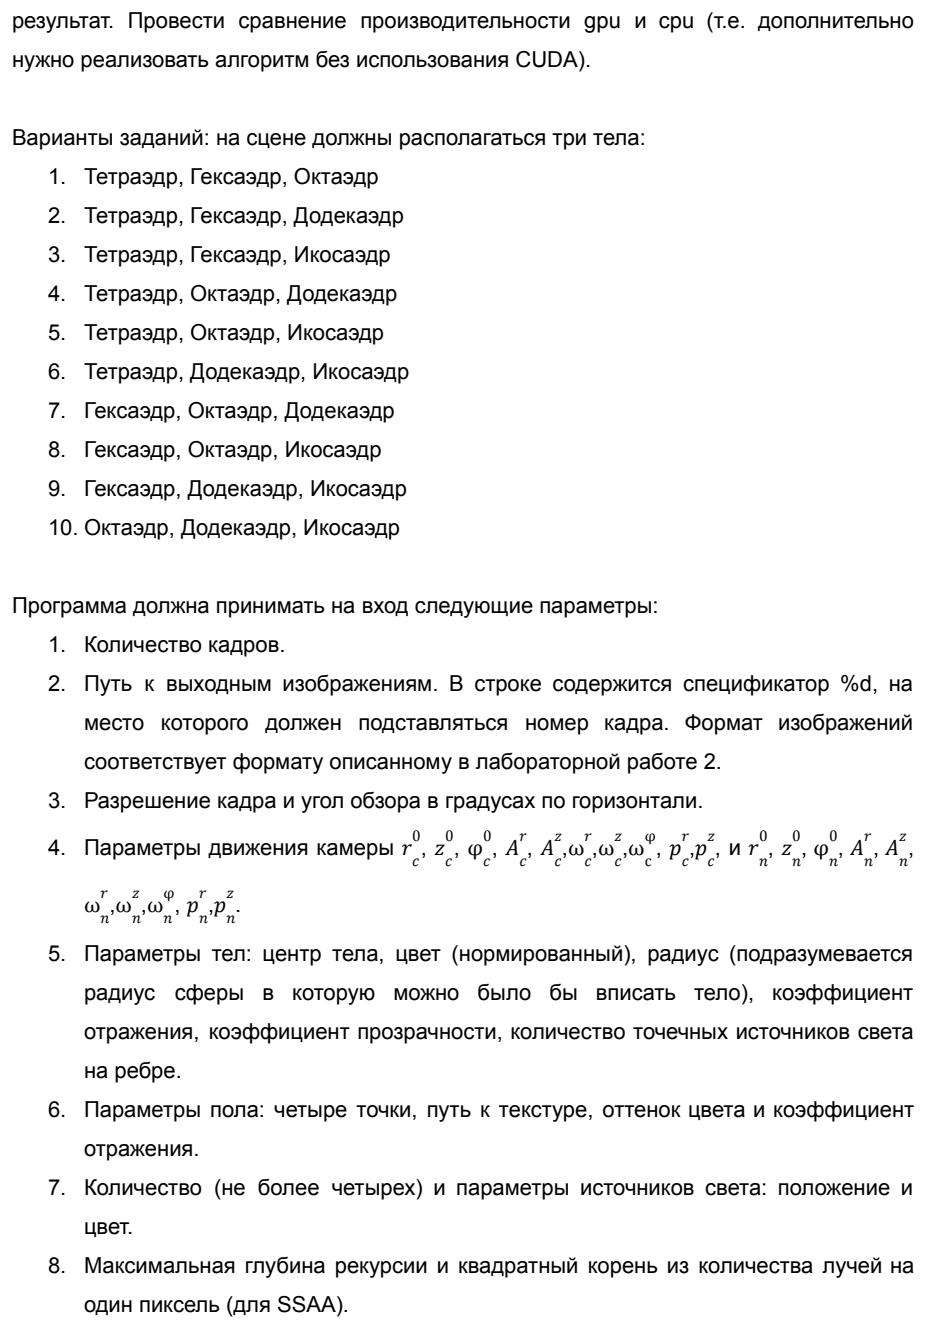 результат. Провести сравнение производительности gpu и cpu (т.е. дополнительно
нужно реализовать алгоритм без использования CUDA).
Варианты заданий: на сцене должны располагаться три тела:
1. Тетраэдр, Гексаэдр, Октаэдр
2. Тетраэдр, Гексаэдр, Додекаэдр
3. Тетраэдр, Гексаэдр, Икосаэдр
4. Тетраэдр, Октаэдр, Додекаэдр
5. Тетраэдр, Октаэдр, Икосаэдр
6. Тетраэдр, Додекаэдр, Икосаэдр
7. Гексаэдр, Октаэдр, Додекаэдр
8. Гексаэдр, Октаэдр, Икосаэдр
9. Гексаэдр, Додекаэдр, Икосаэдр
10. Октаэдр, Додекаэдр, Икосаэдр
Программа должна принимать на вход следующие параметры:
1. Количество кадров.
2. Путь к выходным изображениям. В строке содержится спецификатор %d, на
место которого должен подставляться номер кадра. Формат изображений
соответствует формату описанному в лабораторной работе 2.
3. Разрешение кадра и угол обзора в градусах по горизонтали.
4. Параметры движения камеры $r_c^0$, $z_c^0$, $φ_c^0$, $A_c^r$, $A_c^z$,$ω_c^r$,$ω_c^z$,$ω_c^φ$, $p_c^r$,$p_c^z$, и $r_n^0$, $z_n^0$, $φ_n^0$, $A_n^r$, $A_n^z$,
$ω_n^r$,$ω_n^z$,$ω_n^φ$, $p_n^r$,$p_n^z$.
5. Параметры тел: центр тела, цвет (нормированный), радиус (подразумевается
радиус сферы в которую можно было бы вписать тело), коэффициент
отражения, коэффициент прозрачности, количество точечных источников света
на ребре.
6. Параметры пола: четыре точки, путь к текстуре, оттенок цвета и коэффициент
отражения.
7. Количество (не более четырех) и параметры источников света: положение и
цвет.
8. Максимальная глубина рекурсии и квадратный корень из количества лучей на
один пиксель (для SSAA).